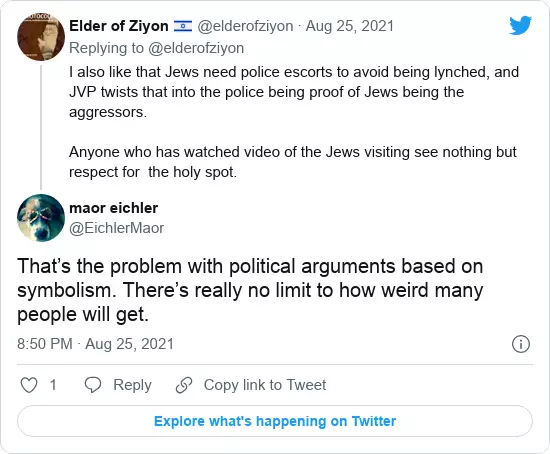 Elder of Ziyon 🇮🇱 @elderofziyon · Aug 25, 2021
Replying to @elderofziyon
I also like that Jews need police escorts to avoid being lynched, and
JVP twists that into the police being proof of Jews being the
aggressors.
Anyone who has watched video of the Jews visiting see nothing but
respect for the holy spot.
maor eichler
@EichlerMaor
That's the problem with political arguments based on
symbolism. There's really no limit to how weird many
people will get.
8:50 PM · Aug 25, 2021
1 Reply Copy link to Tweet
Explore what's happening on Twitter